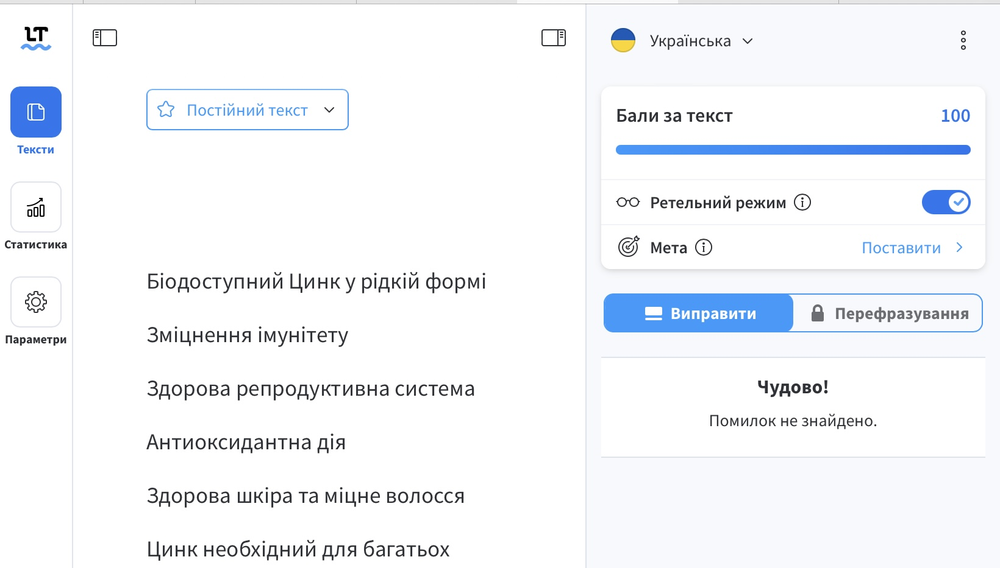 LT
Тексти
Статистика
Параметри
Постійний текст
Біодоступний Цинк у рідкій формі
Зміцнення імунітету
Здорова репродуктивна система
Антиоксидантна дія
Здорова шкіра та міцне волосся
Цинк необхідний для багатьох
Українська
Бали за текст 100
Ретельний режим
Мета Поставити
Виправити Перефразування
Чудово!
Помилок не знайдено.